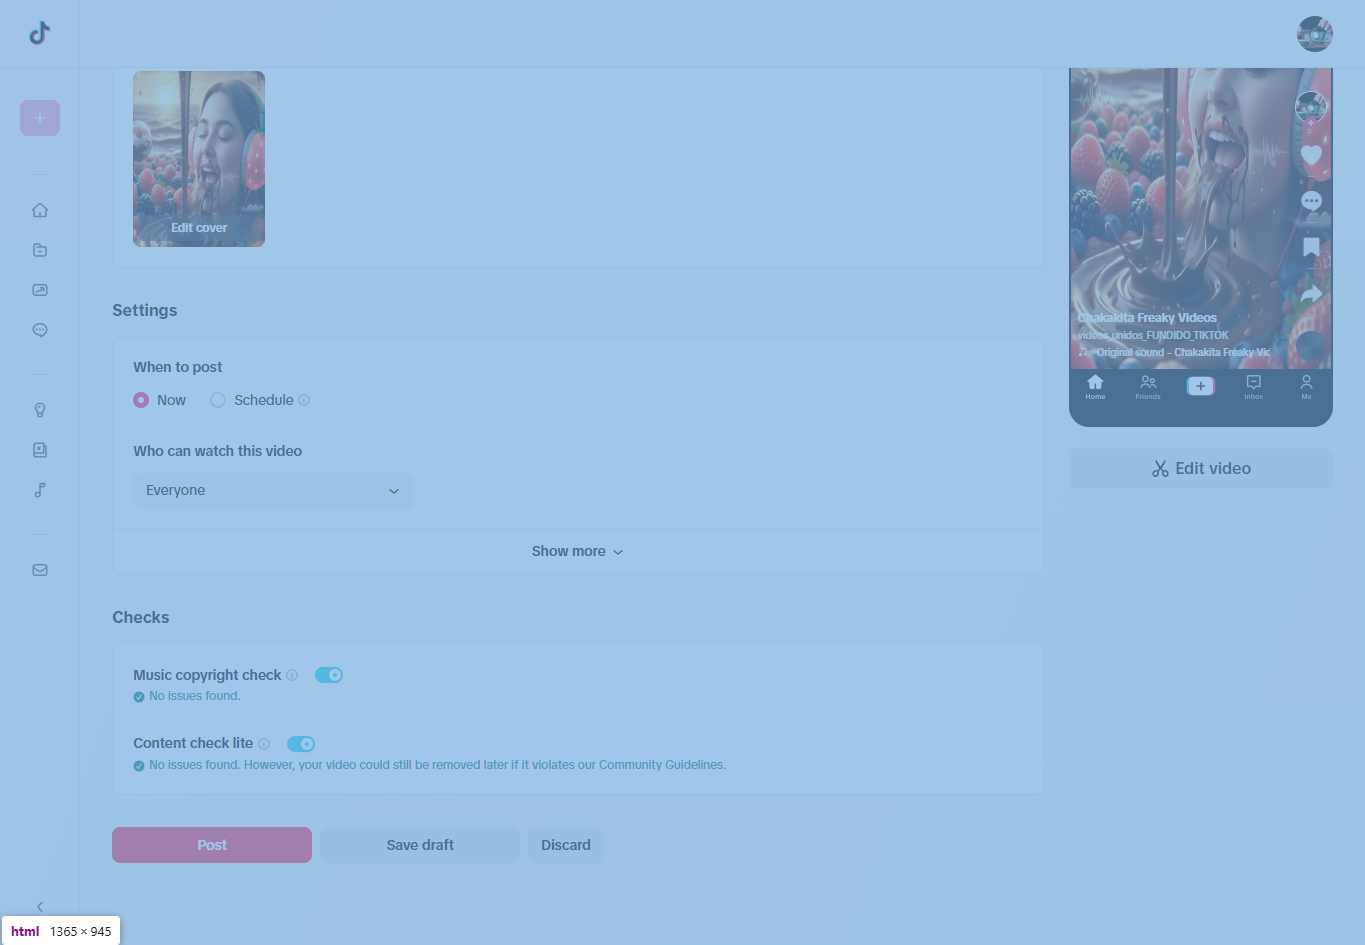 Edit cover
Settings
When to post
Now
Schedule
Who can watch this video
Everyone
Show more
Checks
Music copyright check
No issues found.
Content check lite
No issues found. However, your video could still be removed later if it violates our Community Guidelines.
Post
Save draft
Discard
Chakakita Freaky Videos
videos_unidos_FUNDIDO_TIKTOK
Original sound - Chakakita Freaky Vid
Home
Friends
Inbox
Me
Edit video
html 1365 × 945